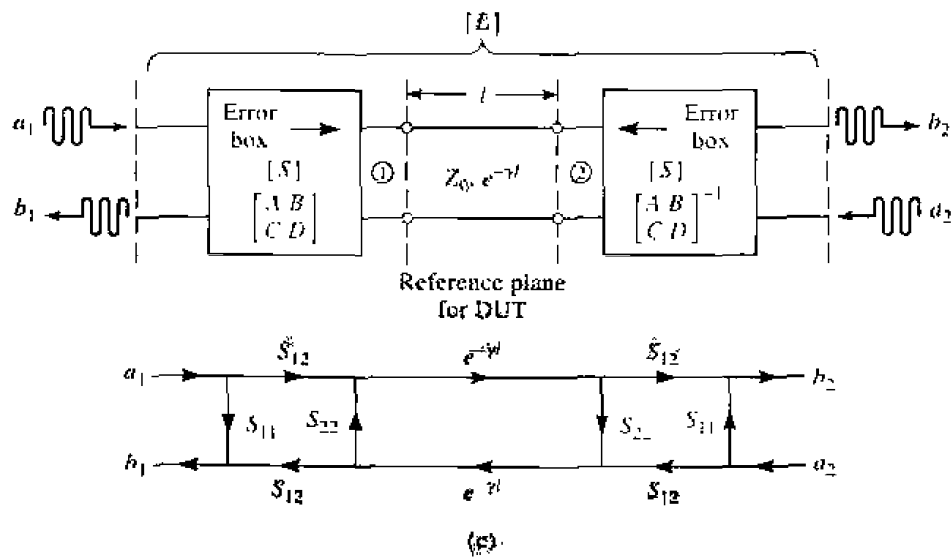 [L]
a₁
Error box
[S]
[A B
C D]
l
①
Z₀, e⁻ᵞˡ
②
Error box
[S]
[A B
C D]⁻¹
b₂
b₁
a₂
Reference plane
for DUT
a₁
S₁₂
e⁻ᵞˡ
S₁₂
b₂
S₁₁
S₂₂
S₁₁
b₁
S₁₂
e⁻ᵞˡ
S₁₂
a₂
(c)